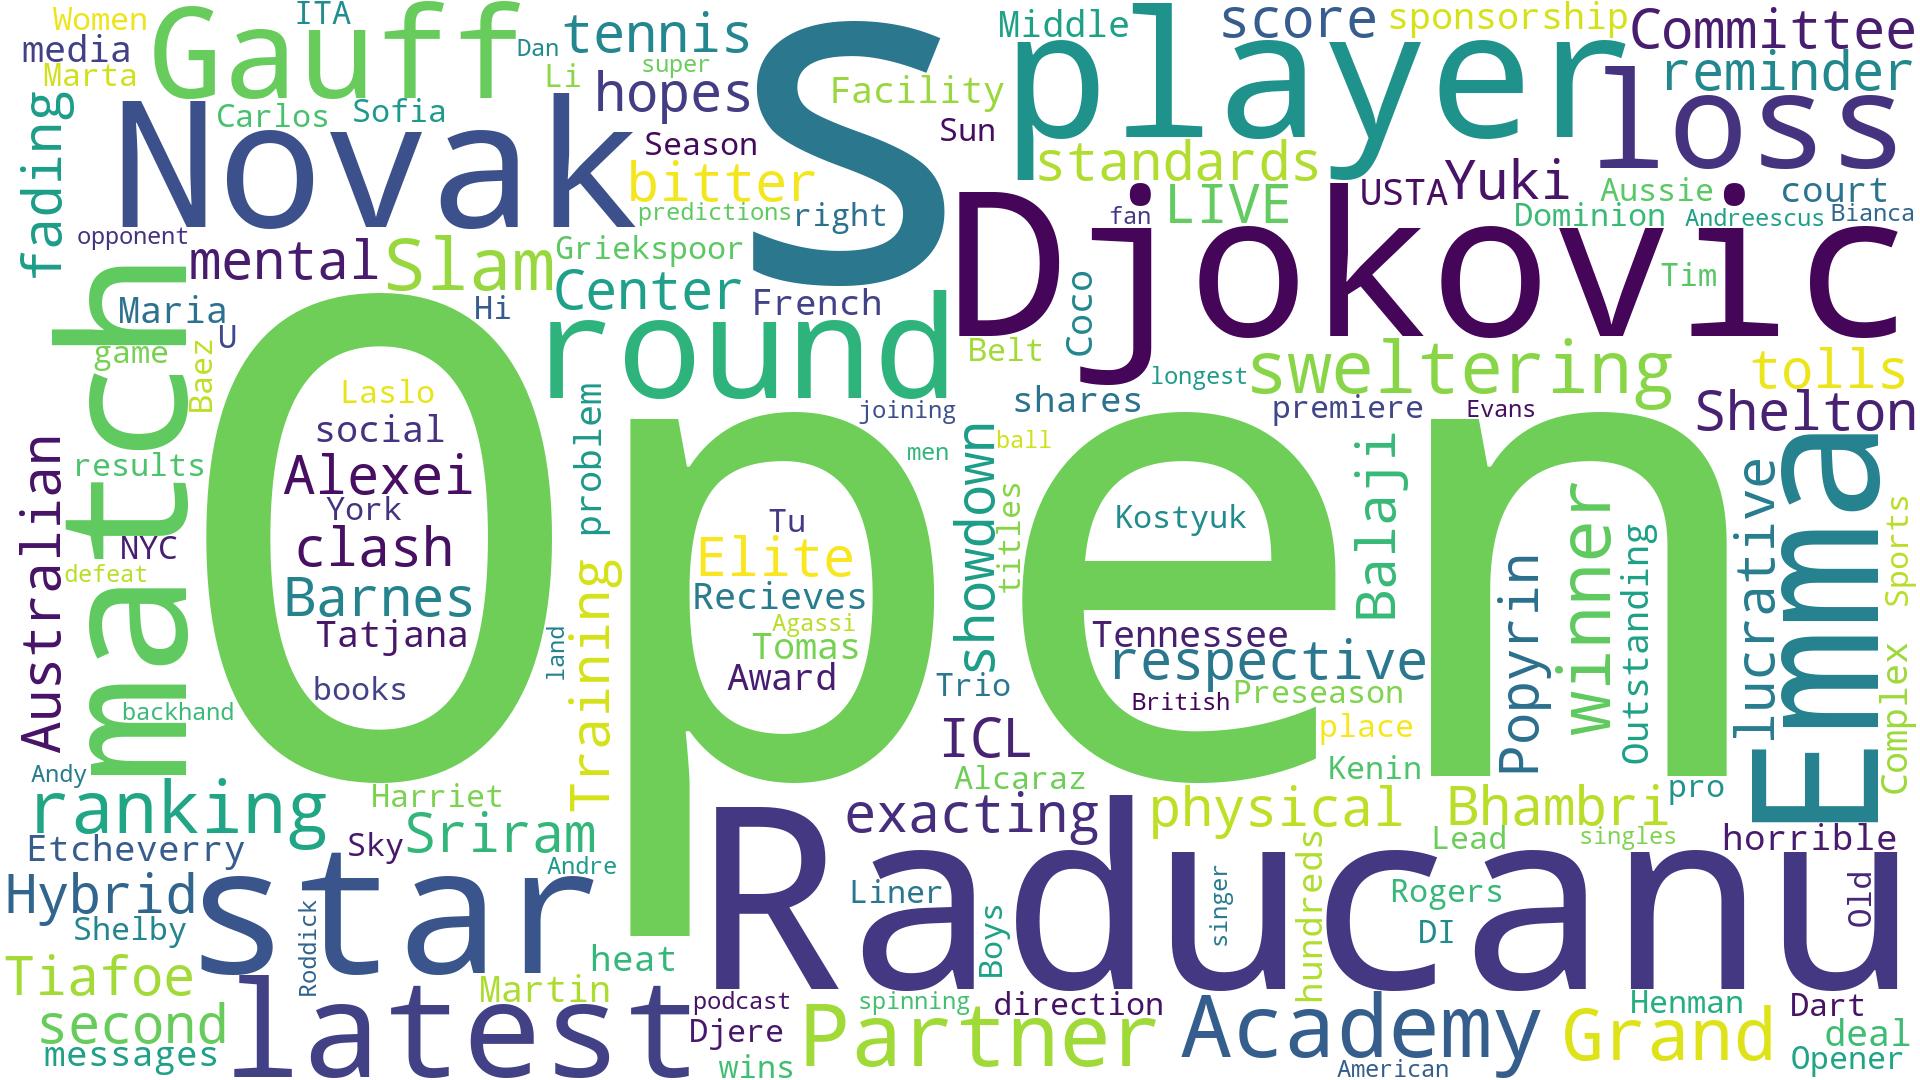 Women
ITA
Gauff
media
Marta
Dan
tennis
Li
super
hopes
Carlos
Sofia
S
Middle
score
sponsorship
Committee
player
reminder
loss
Facility
Sun
fading
Novak
Season
bitter
predictions
right
standards
LIVE
fan
USTA
Yuki
Aussie
court
Dominion
Andreescus
Bianca
Djokovic
Tim
opponent
mental
Slam
Griekspoor
Center
French
Coco
Maria
U
Hi
match
game
Baez
round
Belt
longest
sweltering
tolls
Laslo
social
Alexei
York
clash
Barnes
Tatjana
books
Open
problem
joining
men
shares
ball
premiere
Evans
Shelton
results
Australian
NYC
defeat
backhand
land
Training
Tu
Elite
Recieves
Agassi
Tomas
Award
showdown
titles
Kostyuk
Balaji
Tennessee
respective
British
Preseason
place
Trio
ICL
Alcaraz
Kenin
Popyrin
winner
Outstanding
lucrative
Emma
Sports
Complex
Andy
ranking
Harriet
Etcheverry
Sky
Sriram
Andre
exacting
physical
Bhambri
pro
Lead
singles
horrible
Hybrid
Shelby
star
Roddick
heat
Raducanu
Liner
Boys
singer
hundreds
Rogers
DI
Old
Tiafoe
second
messages
latest
Martin
podcast
Djere
wins
spinning
direction
Partner
Academy
American
Grand
Henman
Dart
deal
Opener